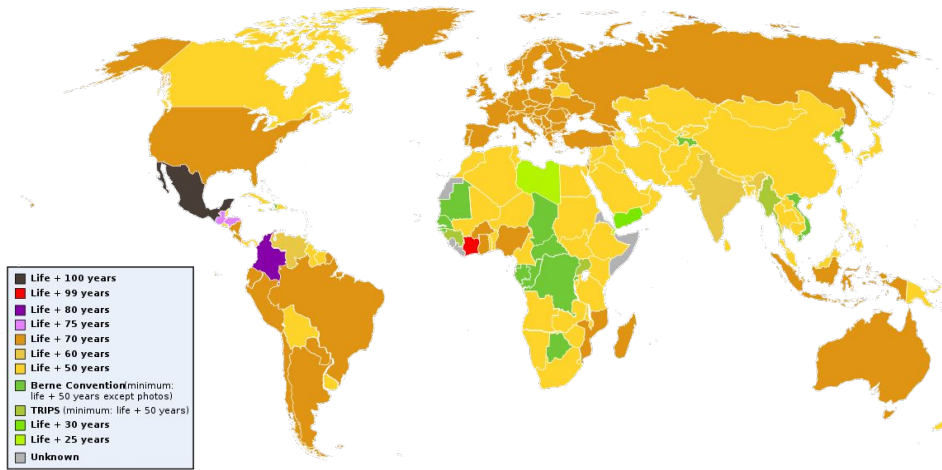 Life + 100 years
Life + 99 years
Life + 80 years
Life + 75 years
Life + 70 years
Life + 60 years
Life + 50 years
Berne Convention(minimum:
life + 50 years except photos)
TRIPS (minimum: life + 50 years)
Life + 30 years
Life + 25 years
Unknown